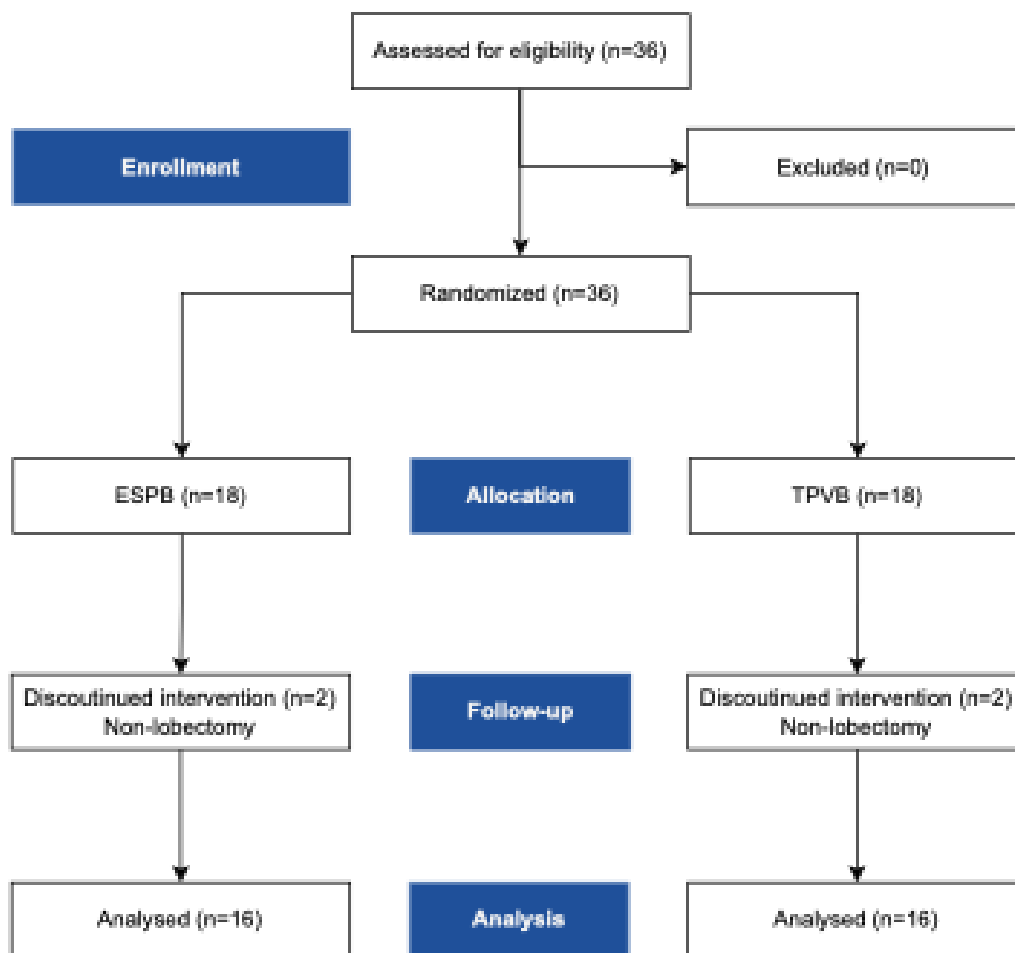 Assessed for eligibility (n=36)
Enrollment
Excluded (n=0)
Randomized (n=36)
ESPB (n=18)
Allocation
TPVB (n=18)
Discoutinued intervention (n=2)
Non-lobectomy
Follow-up
Discoutinued intervention (n=2)
Non-lobectomy
Analysed (n=16)
Analysis
Analysed (n=16)